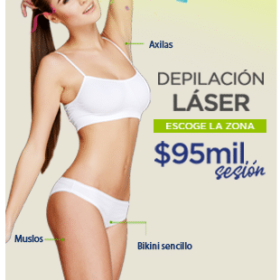 Axilas
DEPILACIÓN
LÁSER
ESCOGE LA ZONA
$95mil
sesión
Muslos
Bikini sencillo